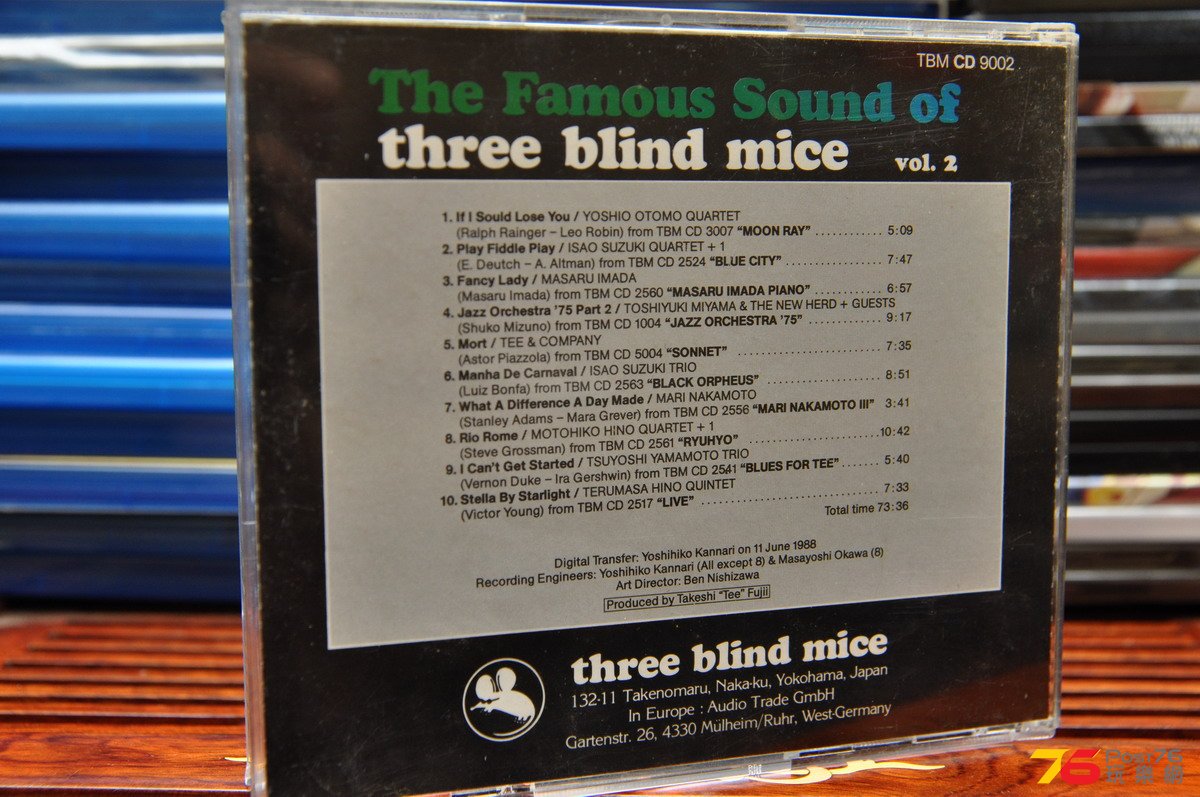 TBM CD 9002
The Famous Sound of
three blind mice vol. 2
1. If I Sould Lose You / YOSHIO OTOMO QUARTET
(Ralph Rainger – Leo Robin) from TBM CD 3007 “MOON RAY” ............ 5:09
2. Play Fiddle Play / ISAO SUZUKI QUARTET + 1
(E. Deutch – A. Altman) from TBM CD 2524 “BLUE CITY” ................ 7:47
3. Fancy Lady / MASARU IMADA
(Masaru Imada) from TBM CD 2560 “MASARU IMADA PIANO” ............ 6:57
4. Jazz Orchestra ’75 Part 2 / TOSHIYUKI MIYAMA & THE NEW HERD + GUESTS
(Shuko Mizuno) from TBM CD 1004 “JAZZ ORCHESTRA ’75” ............ 9:17
5. Mort / TEE & COMPANY
(Astor Piazzola) from TBM CD 5004 “SONNET” ....................... 7:35
6. Manha De Carnaval / ISAO SUZUKI TRIO
(Luiz Bonfa) from TBM CD 2563 “BLACK ORPHEUS” ................... 8:51
7. What A Difference A Day Made / MARI NAKAMOTO
(Stanley Adams – Mara Grever) from TBM CD 2556 “MARI NAKAMOTO III” 3:41
8. Rio Rome / MOTOHIKO HINO QUARTET + 1
(Steve Grossman) from TBM CD 2561 “RYUHYO” .....................10:42
9. I Can’t Get Started / TSUYOSHI YAMAMOTO TRIO
(Vernon Duke – Ira Gershwin) from TBM CD 2541 “BLUES FOR TEE” ....... 5:40
10. Stella By Starlight / TERUMASA HINO QUINTET
(Victor Young) from TBM CD 2517 “LIVE” ............................ 7:33
Total time 73:36
Digital Transfer: Yoshihiko Kannari on 11 June 1988
Recording Engineers: Yoshihiko Kannari (All except 8) & Masayoshi Okawa (8)
Art Director: Ben Nishizawa
Produced by Takeshi “Tee” Fujii
three blind mice
132-11 Takenomaru, Naka-ku, Yokohama, Japan
In Europe : Audio Trade GmbH
Gartenstr. 26, 4330 Mülheim/Ruhr, West-Germany
76 Post76
玩樂網